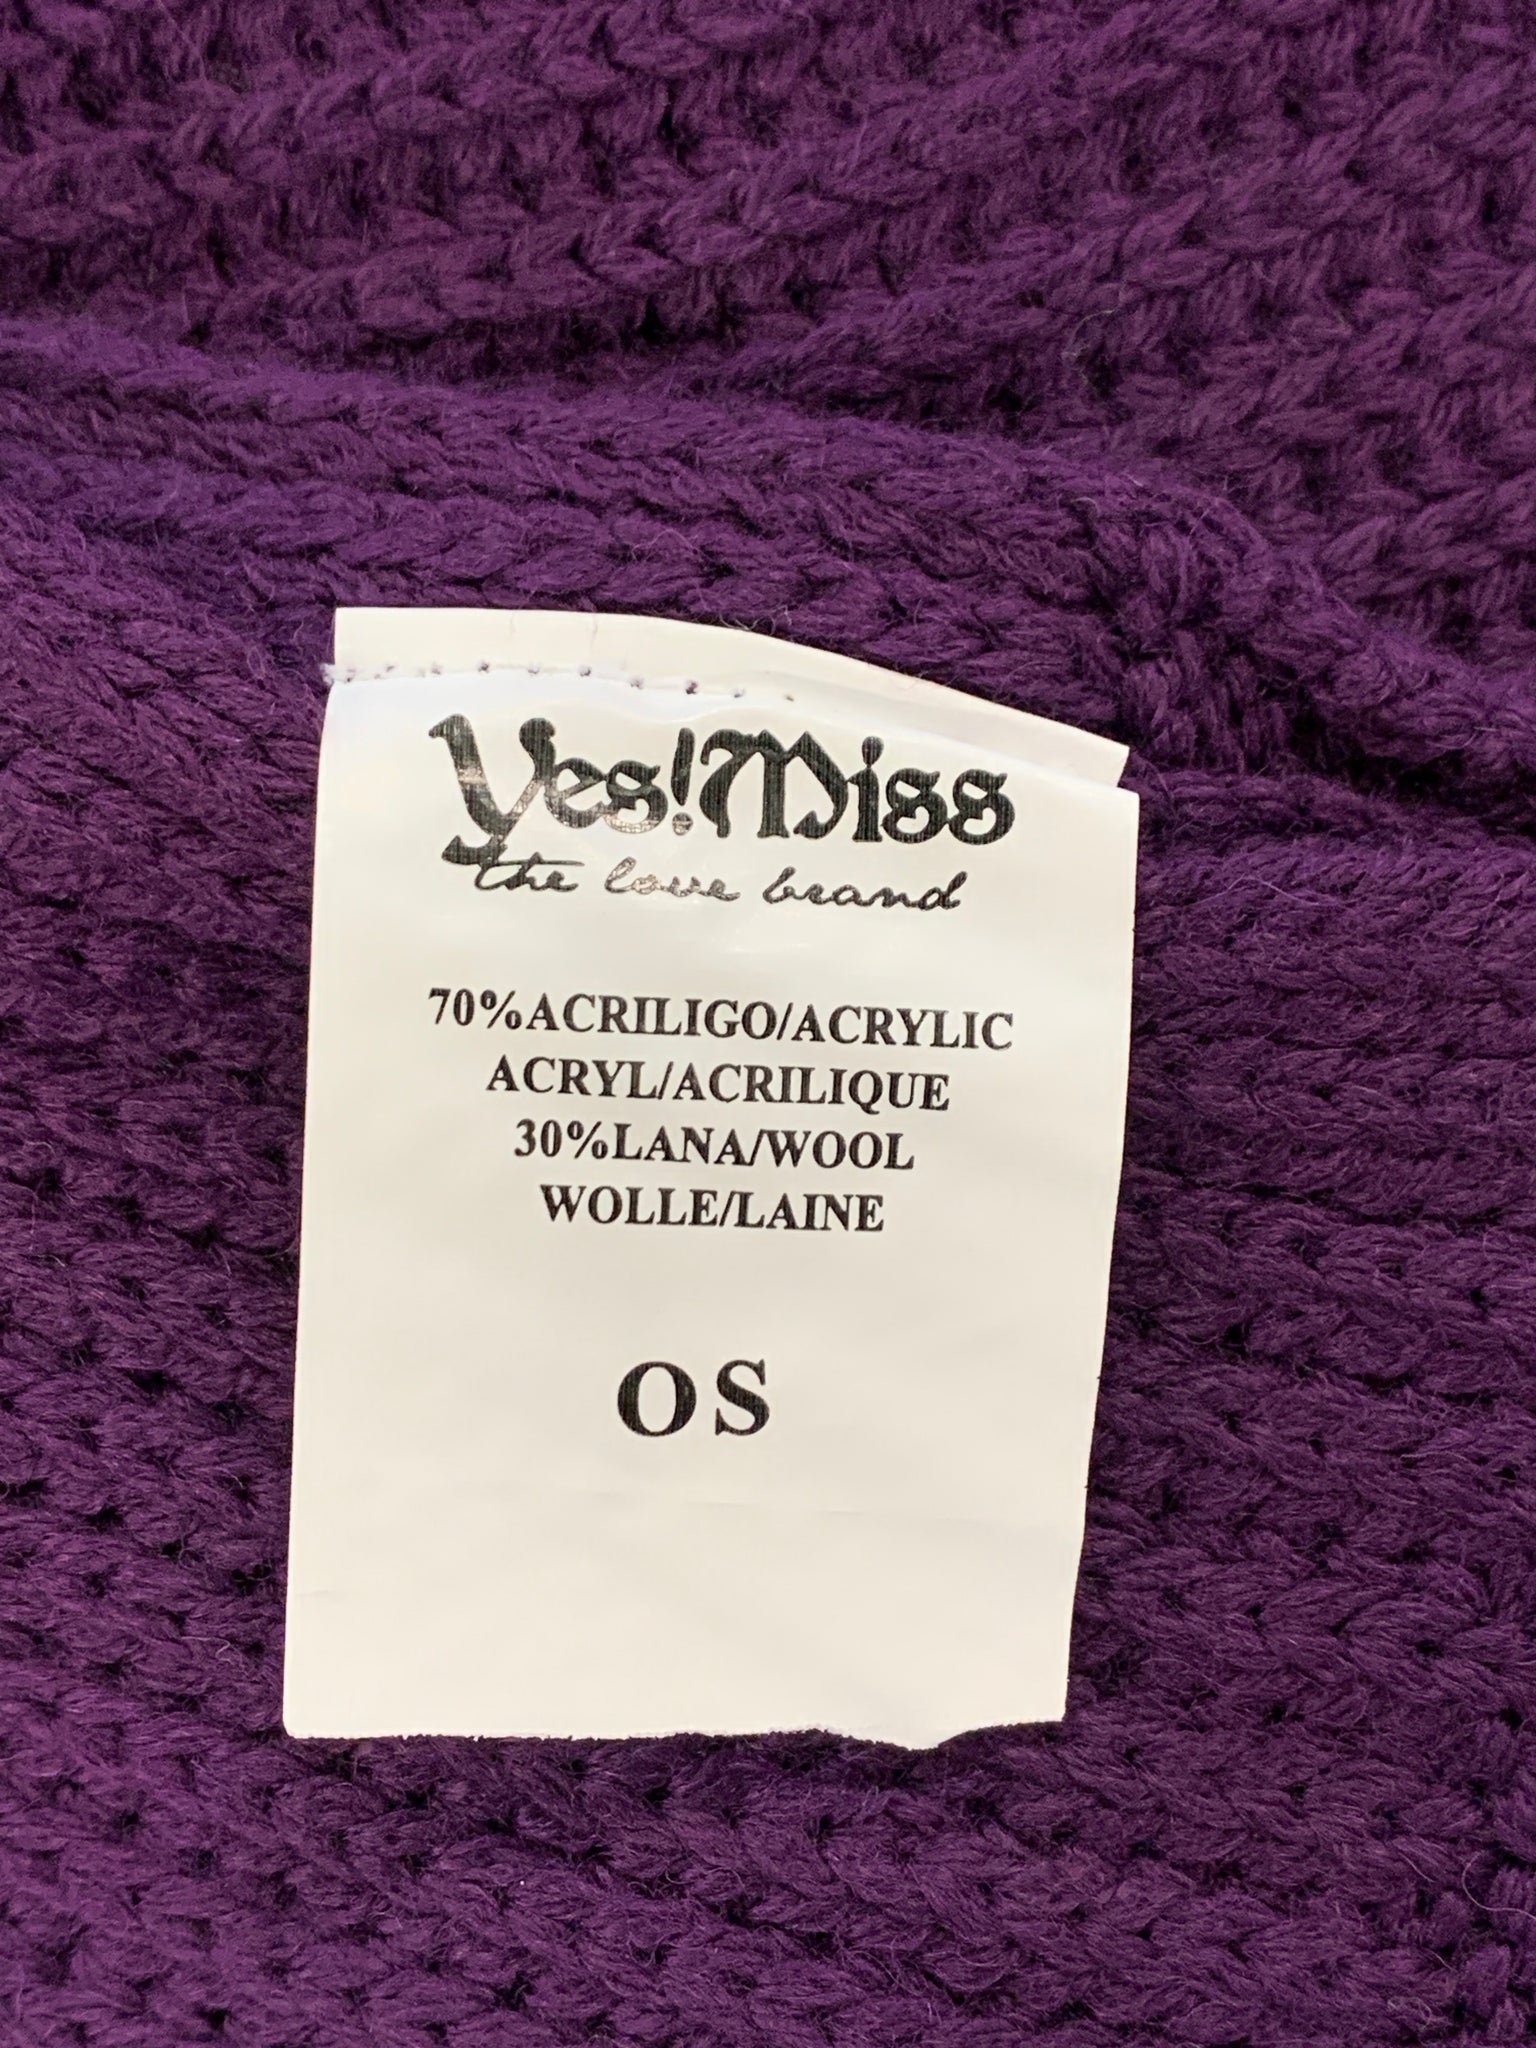 Yes!Miss
the love brand
70%ACRILIGO/ACRYLIC
ACRYL/ACRILIQUE
30%LANA/WOOL
WOLLE/LAINE
OS